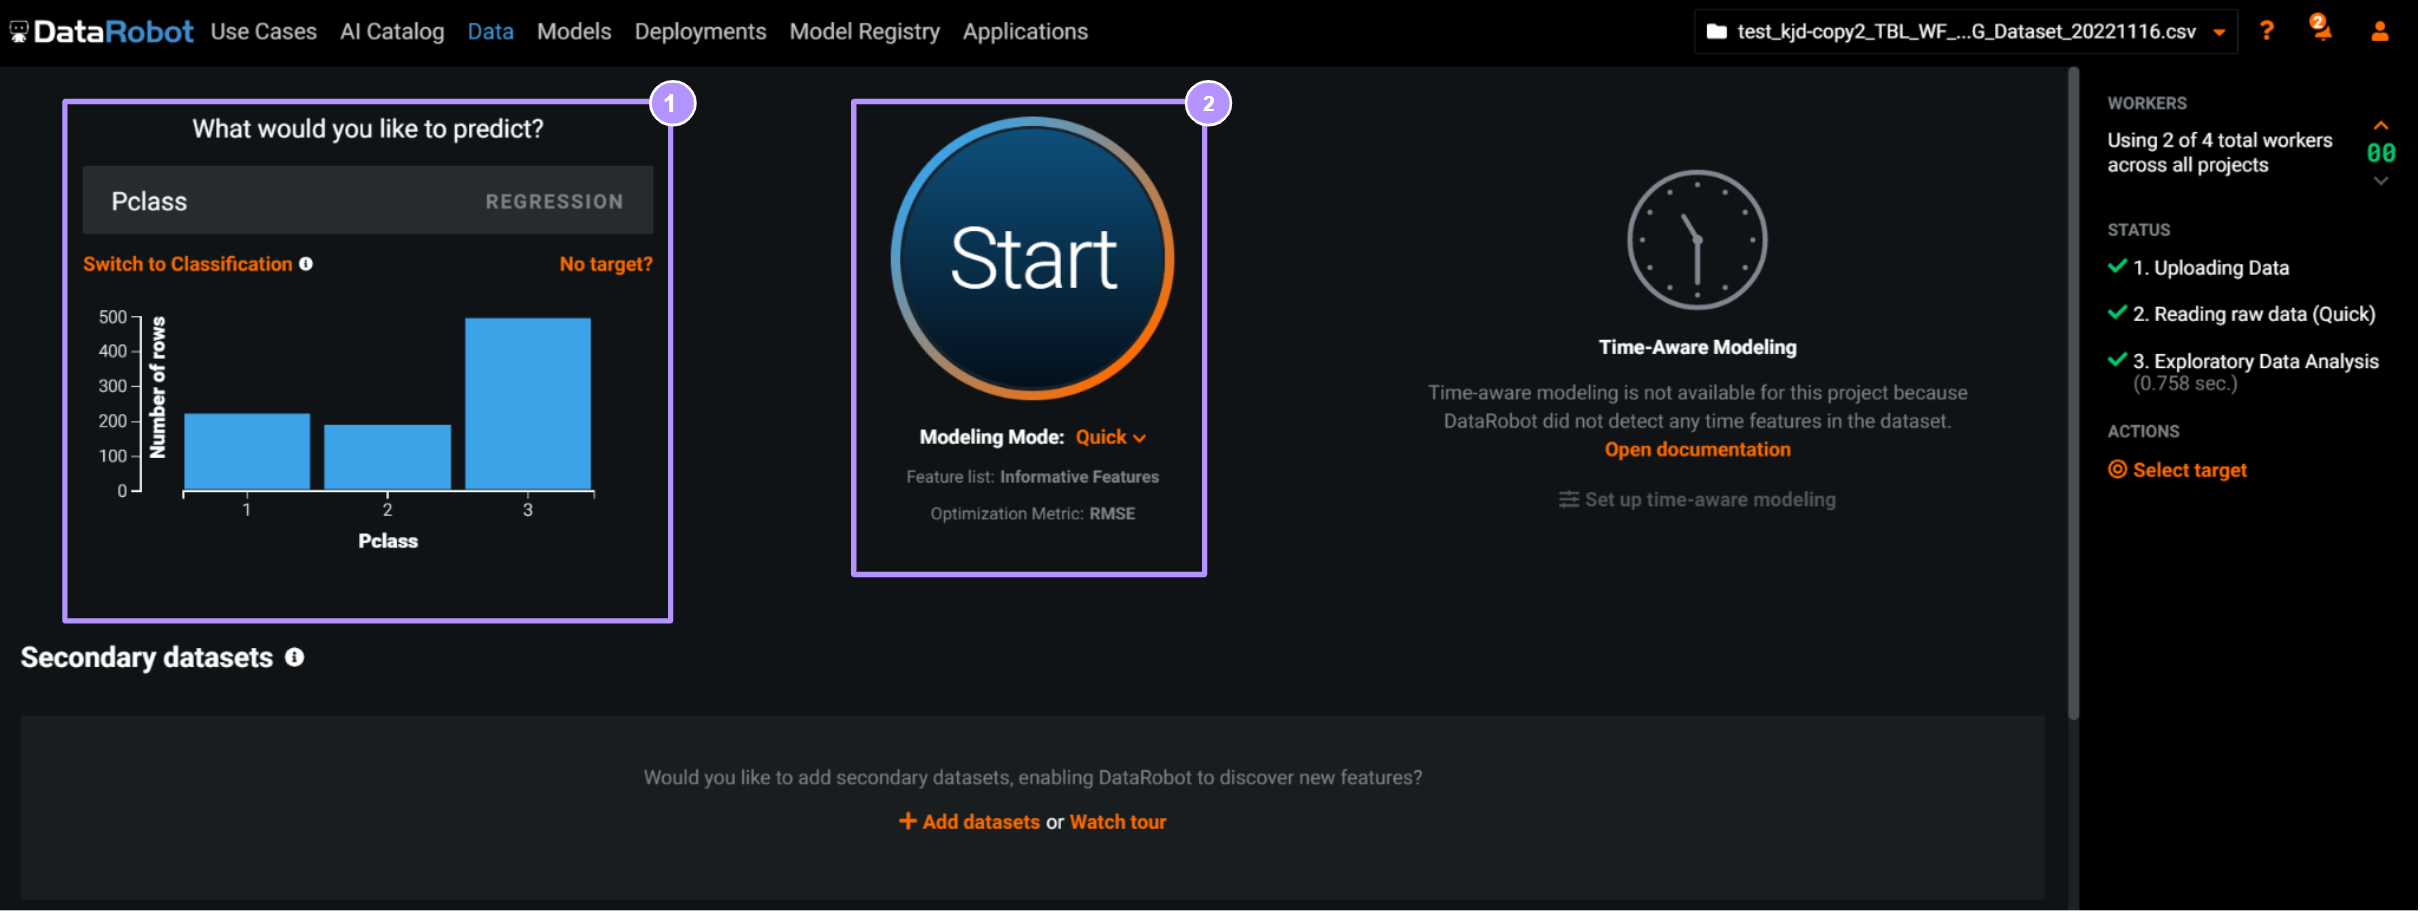 DataRobot Use Cases AI Catalog Data Models Deployments Model Registry Applications
test_kjd-copy2_TBL_WF_...G_Dataset_20221116.csv ? 2
1
What would you like to predict?
Pclass REGRESSION
Switch to Classification No target?
500
400
300
200
100
0
Number of rows
1 2 3
Pclass
2
Start
Modeling Mode: Quick
Feature list: Informative Features
Optimization Metric: RMSE
Time-Aware Modeling
Time-aware modeling is not available for this project because
DataRobot did not detect any time features in the dataset.
Open documentation
Set up time-aware modeling
WORKERS
Using 2 of 4 total workers
across all projects
00
STATUS
1. Uploading Data
2. Reading raw data (Quick)
3. Exploratory Data Analysis
(0.758 sec.)
ACTIONS
Select target
Secondary datasets
Would you like to add secondary datasets, enabling DataRobot to discover new features?
+ Add datasets or Watch tour